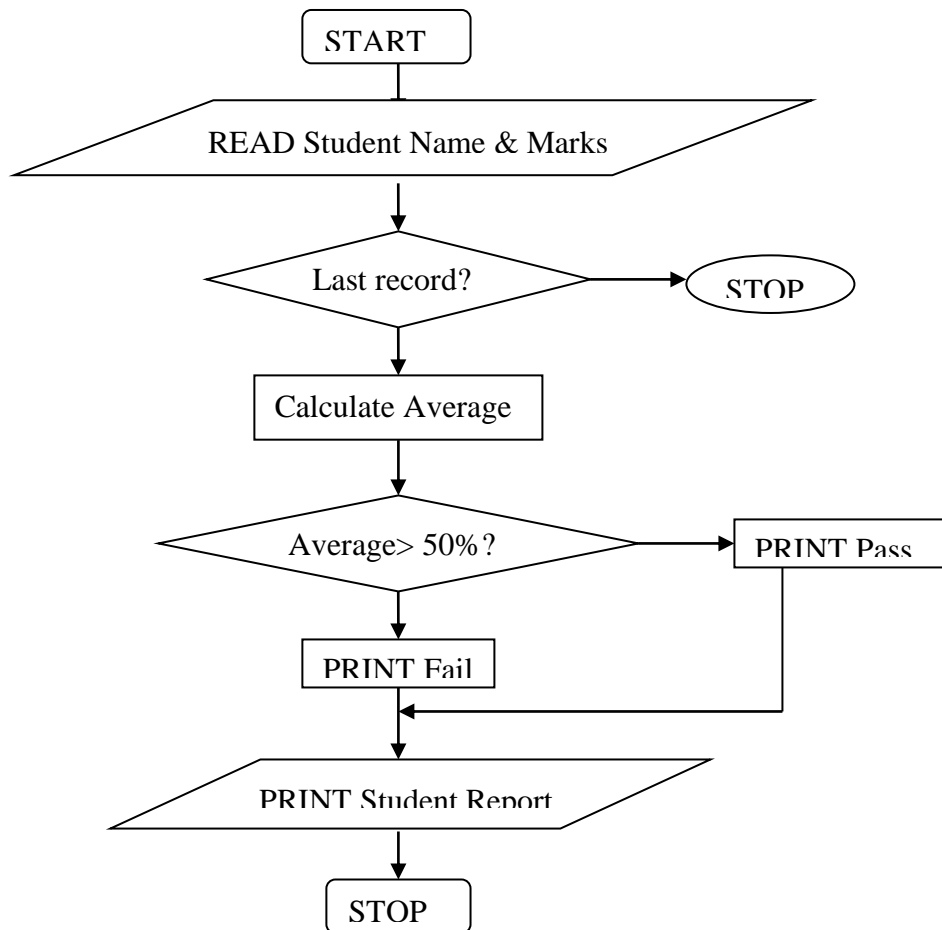 START
READ Student Name & Marks
Last record?
STOP
Calculate Average
Average> 50%?
PRINT Pass
PRINT Fail
PRINT Student Report
STOP